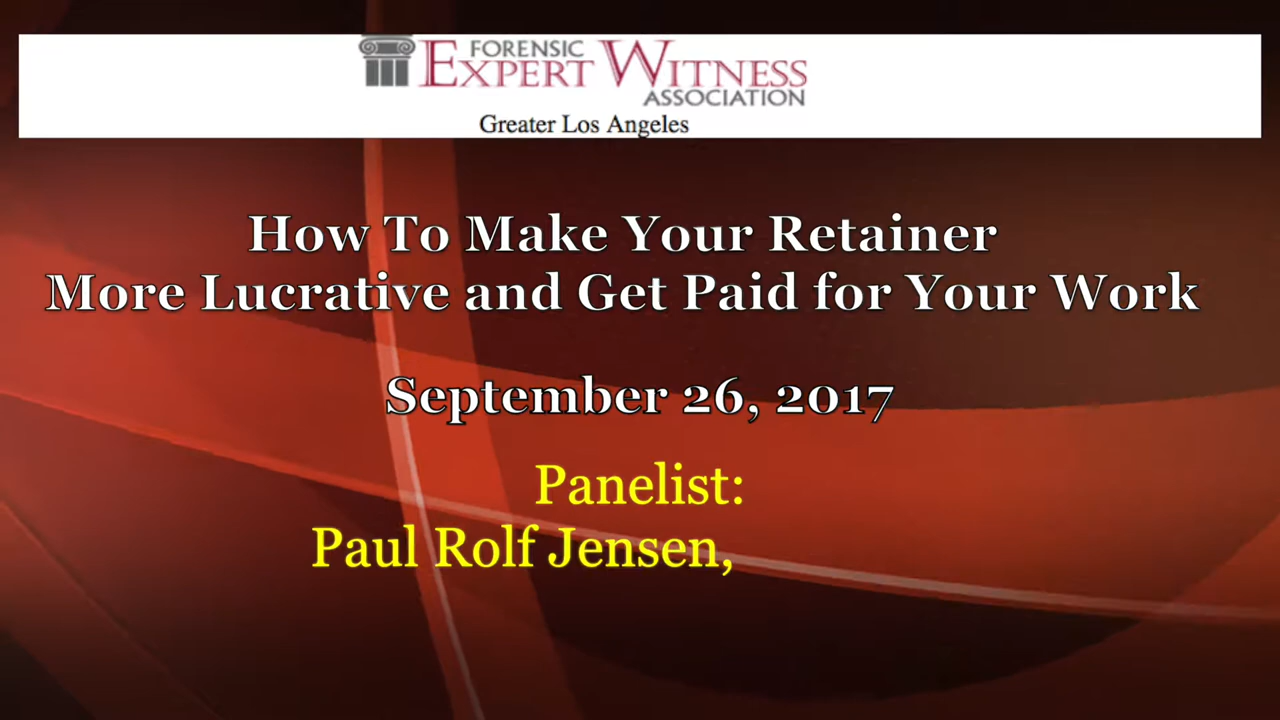 FORENSIC
EXPERT WITNESS
ASSOCIATION
Greater Los Angeles
How To Make Your Retainer
More Lucrative and Get Paid for Your Work
September 26, 2017
Panelist:
Paul Rolf Jensen,